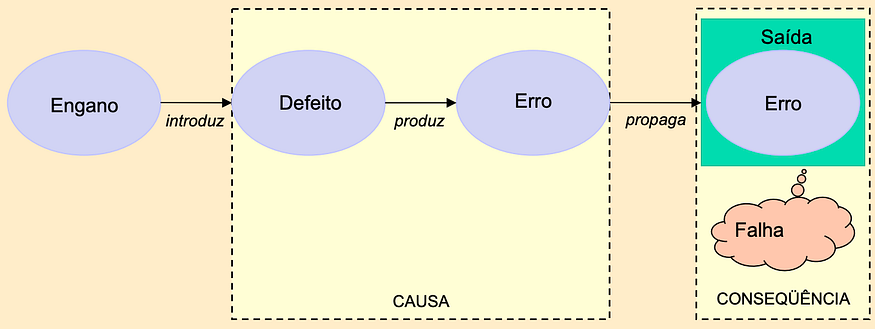 Engano
introduz
Defeito
produz
Erro
CAUSA
propaga
Saída
Erro
Falha
CONSEQÜÊNCIA